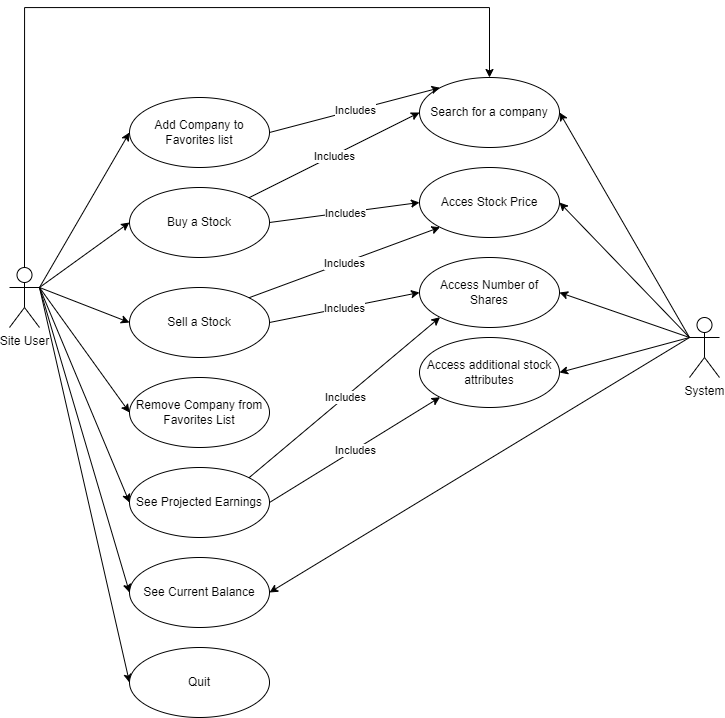 Includes
Search for a company
Add Company to
Favorites list
Includes
Acces Stock Price
Buy a Stock
Includes
Includes
Access Number of
Shares
Sell a Stock
Includes
Site User
Access additional stock
attributes
System
Includes
Remove Company from
Favorites List
Includes
See Projected Earnings
See Current Balance
Quit